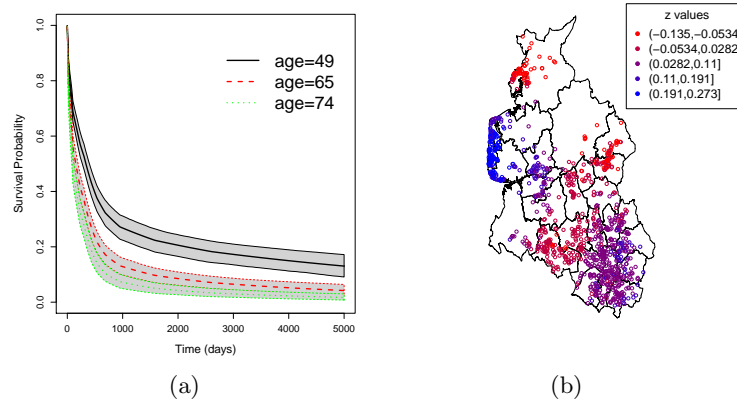 1.0
0.8
0.6
0.4
0.2
0.0
Survival Probability
age=49
age=65
age=74
0
1000
2000
3000
4000
5000
Time (days)
(a)
z values
(−0.135,−0.0534
(−0.0534,0.0282
(0.0282,0.11]
(0.11,0.191]
(0.191,0.273]
(b)